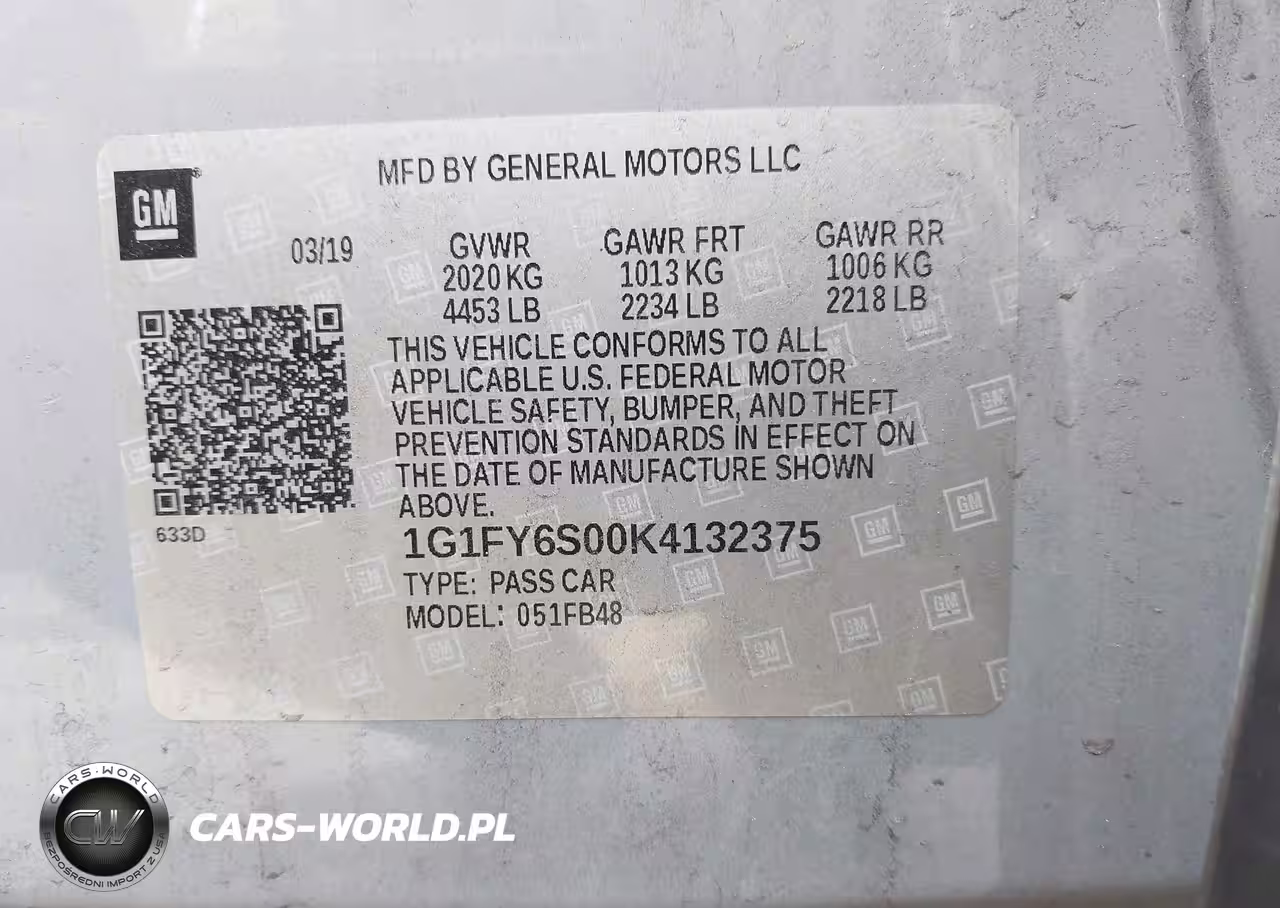 MFD BY GENERAL MOTORS LLC
GM
03/19
GVWR GAWR FRT GAWR RR
2020 KG 1013 KG 1006 KG
4453 LB 2234 LB 2218 LB
THIS VEHICLE CONFORMS TO ALL
APPLICABLE U.S. FEDERAL MOTOR
VEHICLE SAFETY, BUMPER, AND THEFT
PREVENTION STANDARDS IN EFFECT ON
THE DATE OF MANUFACTURE SHOWN
ABOVE.
633D
1G1FY6S00K4132375
TYPE: PASS CAR
MODEL: 051FB48
CARS-WORLD
CW
BEZPOŚREDNI IMPORT Z USA
CARS-WORLD.PL